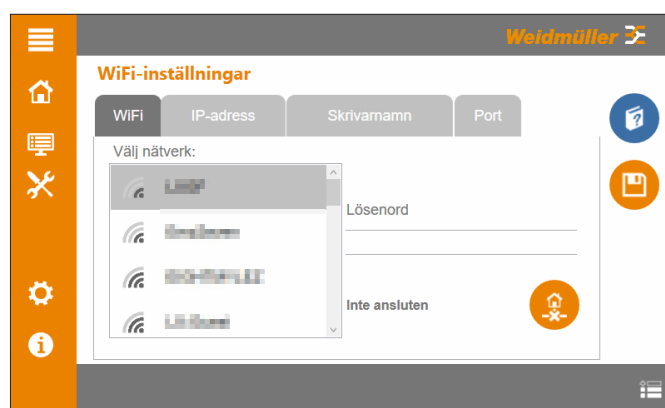 Weidmüller
WiFi-inställningar
WiFi IP-adress Skrivarnamn Port
Välj nätverk:
Lösenord
Inte ansluten